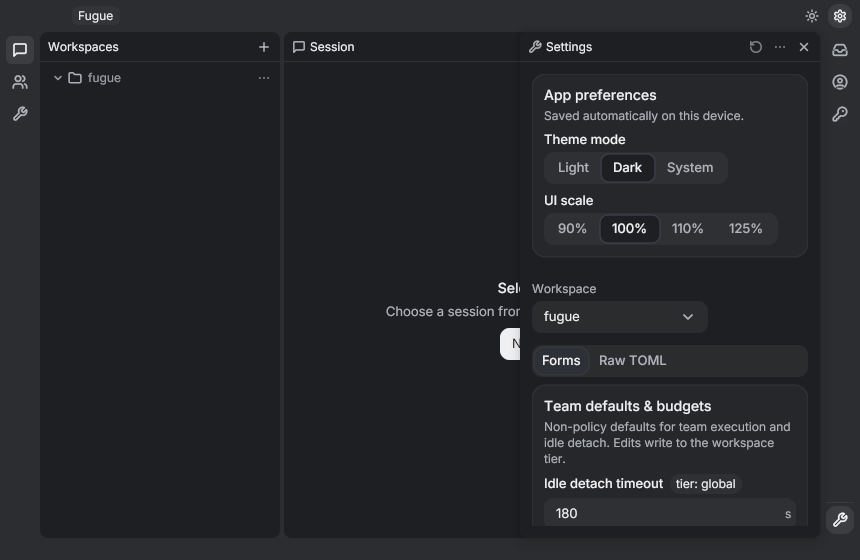 Fugue
Workspaces
fugue
Session
Choose a session from
Settings
App preferences
Saved automatically on this device.
Theme mode
Light Dark System
UI scale
90% 100% 110% 125%
Workspace
fugue
Forms Raw TOML
Team defaults & budgets
Non-policy defaults for team execution and
idle detach. Edits write to the workspace
tier.
Idle detach timeout tier: global
180 s